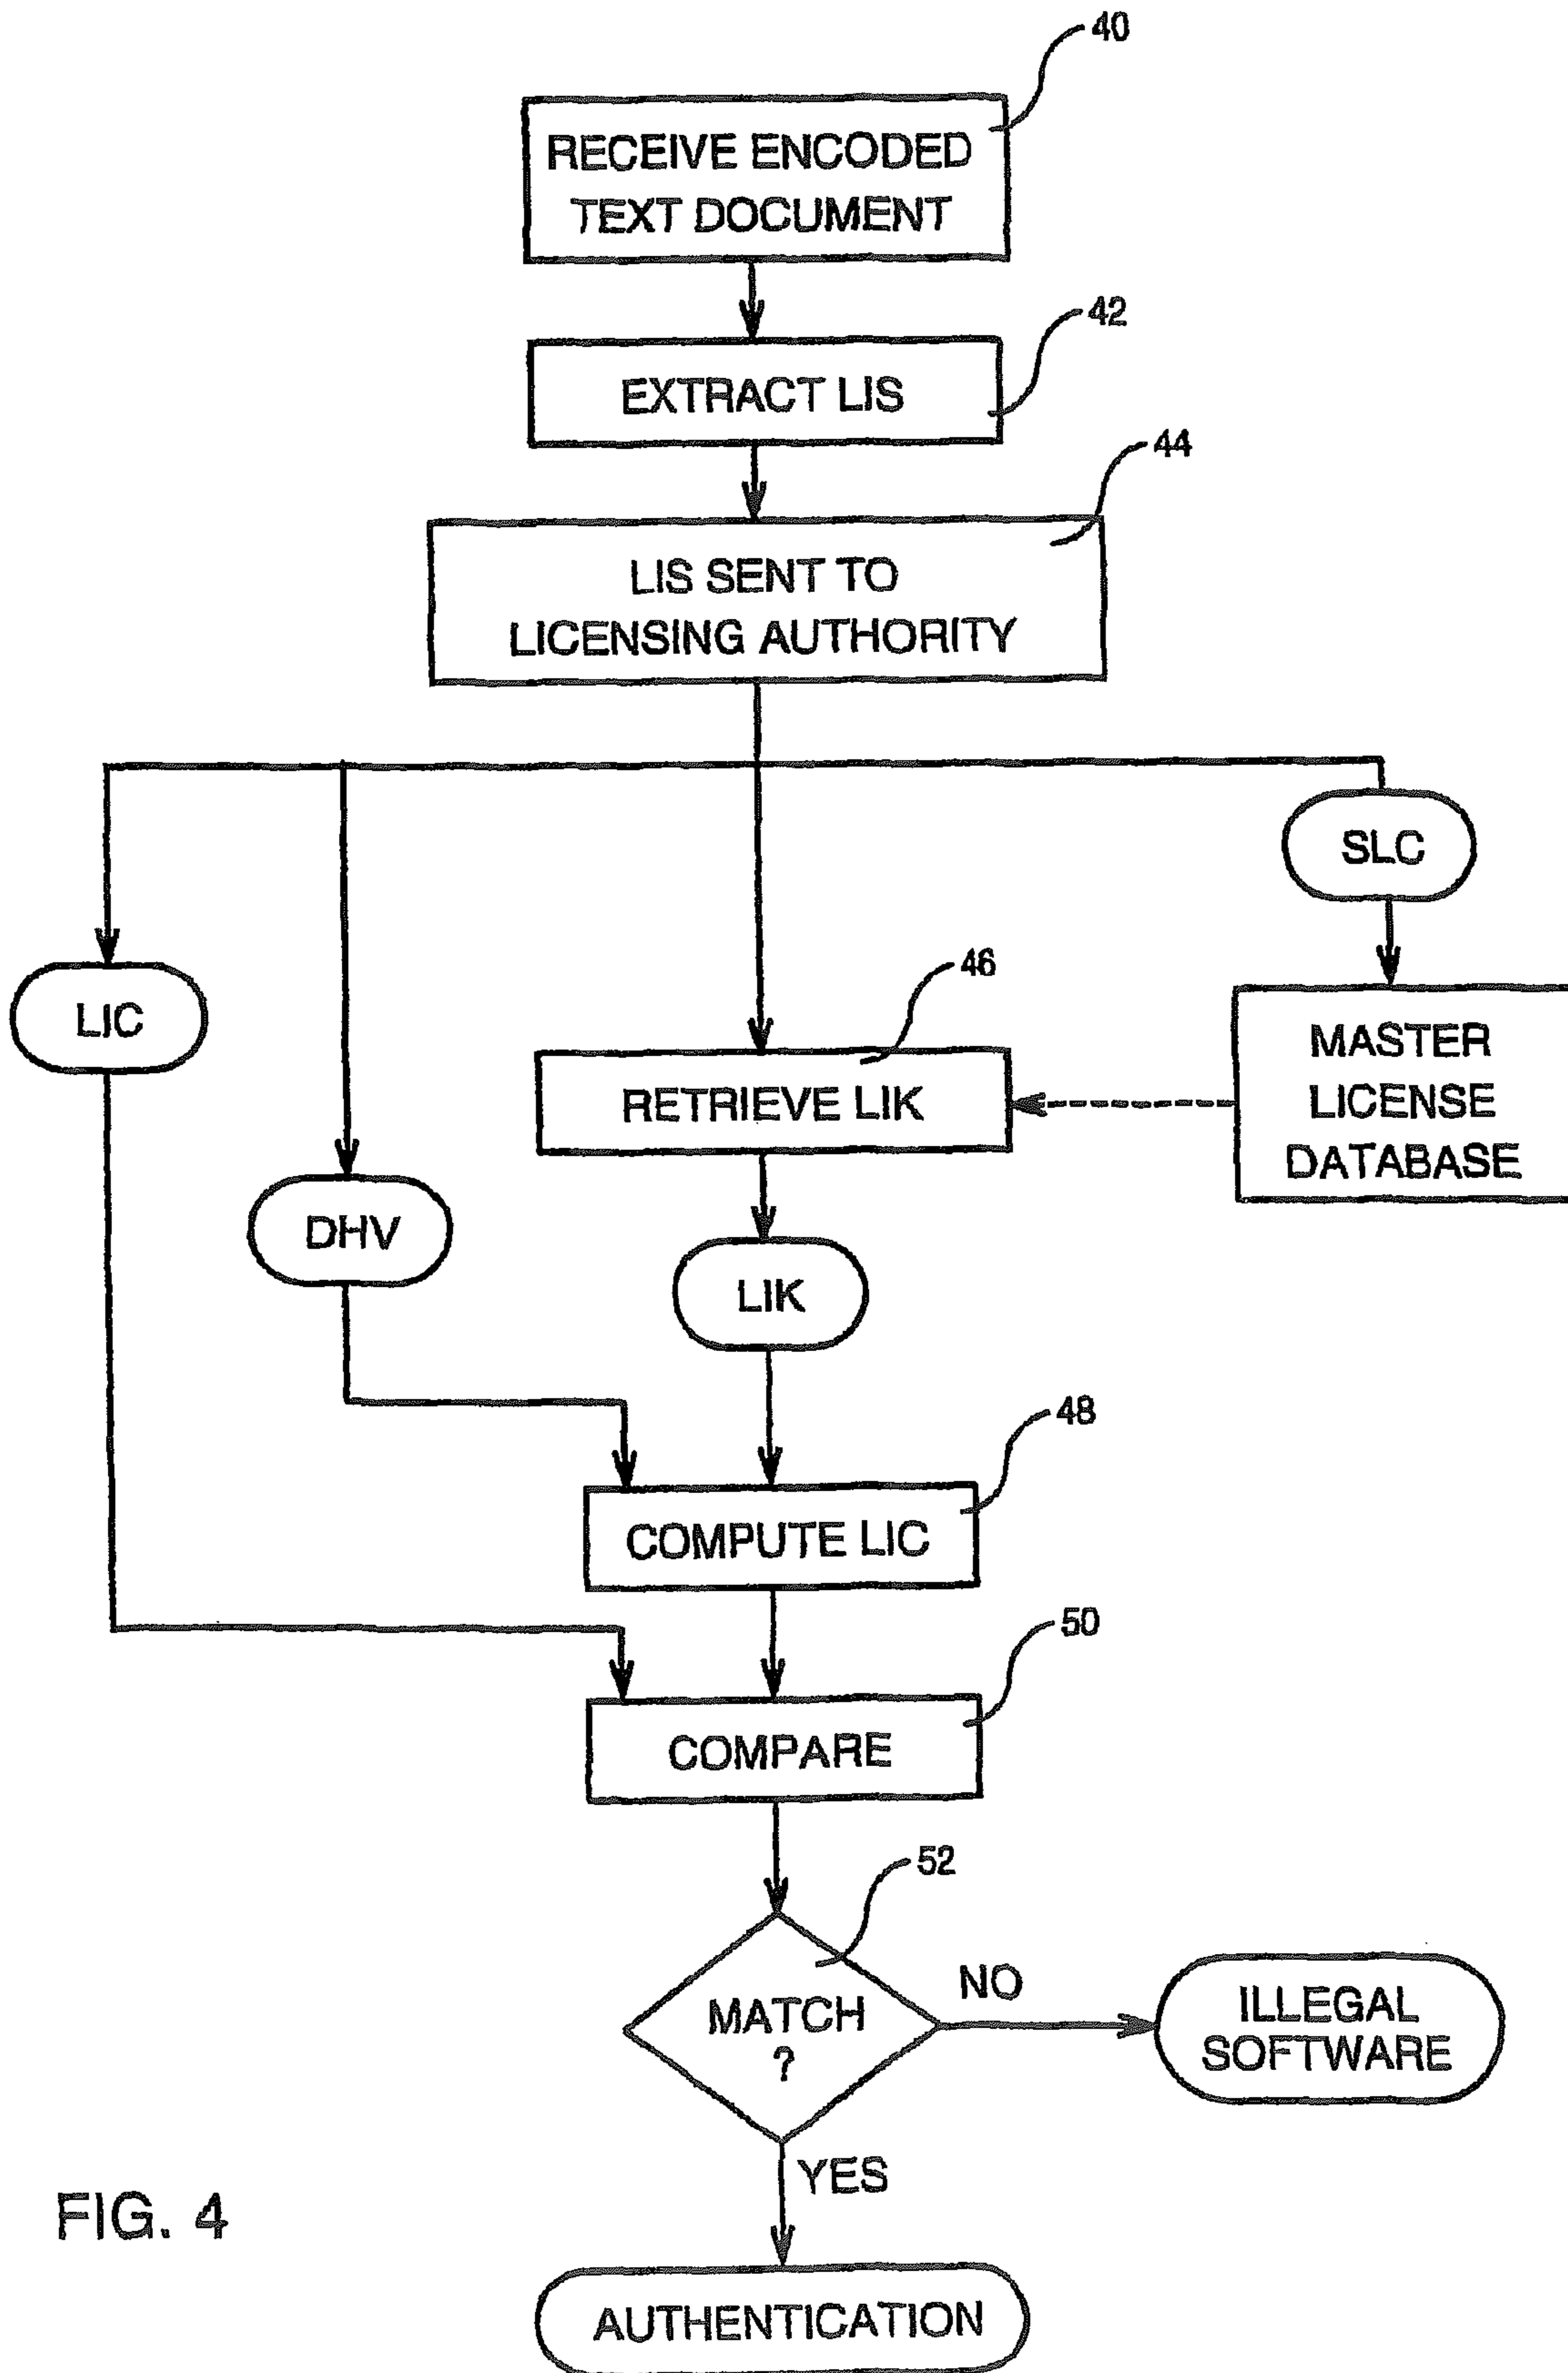 40
RECEIVE ENCODED
TEXT DOCUMENT
42
EXTRACT LIS
44
LIS SENT TO
LICENSING AUTHORITY
SLC
LIC
46
RETRIEVE LIK
MASTER
LICENSE
DATABASE
DHV
LIK
48
COMPUTE LIC
50
COMPARE
52
MATCH
?
NO
ILLEGAL
SOFTWARE
YES
FIG. 4
AUTHENTICATION